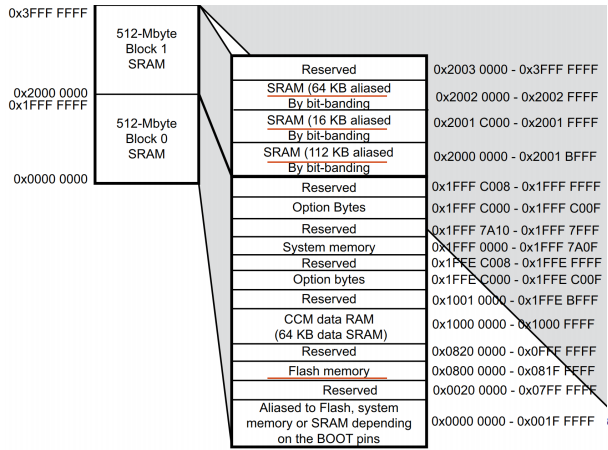 0x3FFF FFFF
512-Mbyte
Block 1
SRAM
0x2000 0000
0x1FFF FFFF
512-Mbyte
Block 0
SRAM
0x0000 0000
Reserved 0x2003 0000 - 0x3FFF FFFF
SRAM (64 KB aliased
By bit-banding
0x2002 0000 - 0x2002 FFFF
SRAM (16 KB aliased
By bit-banding
0x2001 C000 - 0x2001 FFFF
SRAM (112 KB aliased
By bit-banding
0x2000 0000 - 0x2001 BFFF
Reserved 0x1FFF C008 - 0x1FFF FFFF
Option Bytes 0x1FFF C000 - 0x1FFF C00F
Reserved 0x1FFF 7A10 - 0x1FFF 7FFF
System memory 0x1FFF 0000 - 0x1FFF 7A0F
Reserved 0x1FFE C008 - 0x1FFE FFFF
Option bytes 0x1FFE C000 - 0x1FFE C00F
Reserved 0x1001 0000 - 0x1FFE BFFF
CCM data RAM
(64 KB data SRAM)
0x1000 0000 - 0x1000 FFFF
Reserved 0x0820 0000 - 0x0FFF FFFF
Flash memory 0x0800 0000 - 0x081F FFFF
Reserved 0x0020 0000 - 0x07FF FFFF
Aliased to Flash, system
memory or SRAM depending
on the BOOT pins
0x0000 0000 - 0x001F FFFF